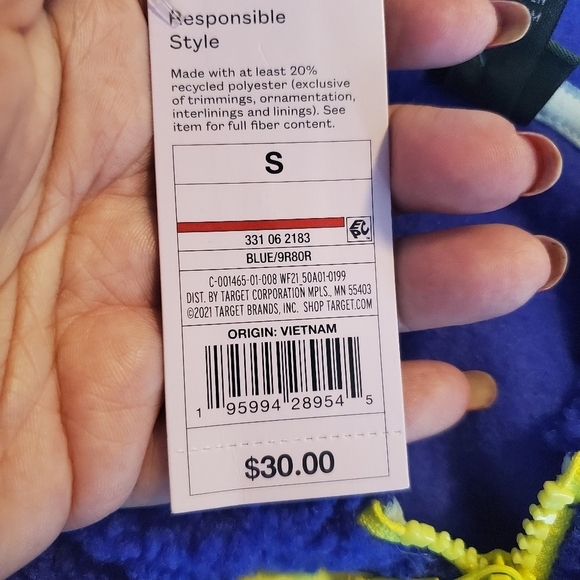 Responsible
Style
Made with at least 20%
recycled polyester (exclusive
of trimmings, ornamentation,
interlinings and linings). See
item for full fiber content.
S
331 06 2183
BLUE/9R80R
C-001465-01-008 WF21_50A01-0199
DIST. BY TARGET CORPORATION MPLS., MN 55403
©2021 TARGET BRANDS, INC. SHOP TARGET.COM
ORIGIN: VIETNAM
1 95994 28954 5
$30.00